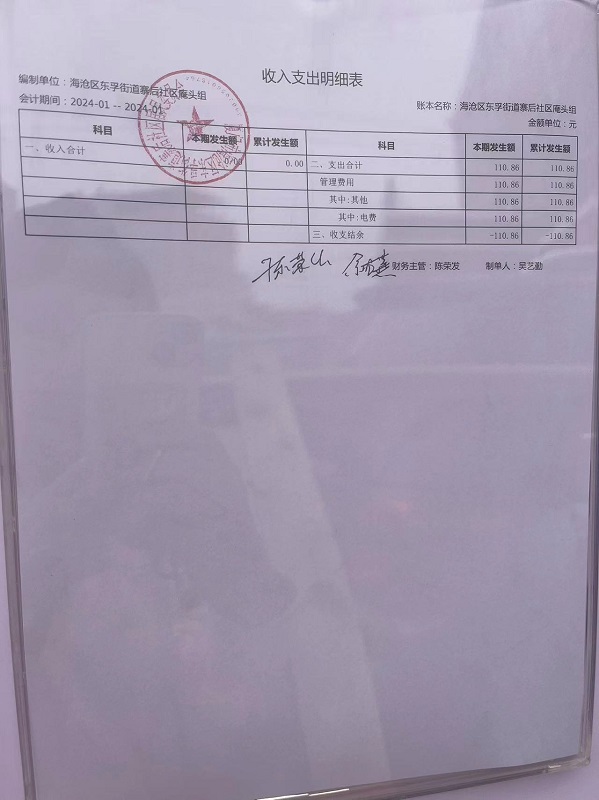 收入支出明细表
编制单位：海沧区东孚街道寨后社区庵头组
会计期间：2024-01 -- 2024-01
账本名称：海沧区东孚街道寨后社区庵头组
金额单位：元
科目 本期发生额 累计发生额 科目 本期发生额 累计发生额
一、收入合计 0.00 0.00 二、支出合计 110.86 110.86
管理费用 110.86 110.86
其中:其他 110.86 110.86
其中:电费 110.86 110.86
三、收支结余 -110.86 -110.86
财务主管：陈荣发 制单人：吴艺勤